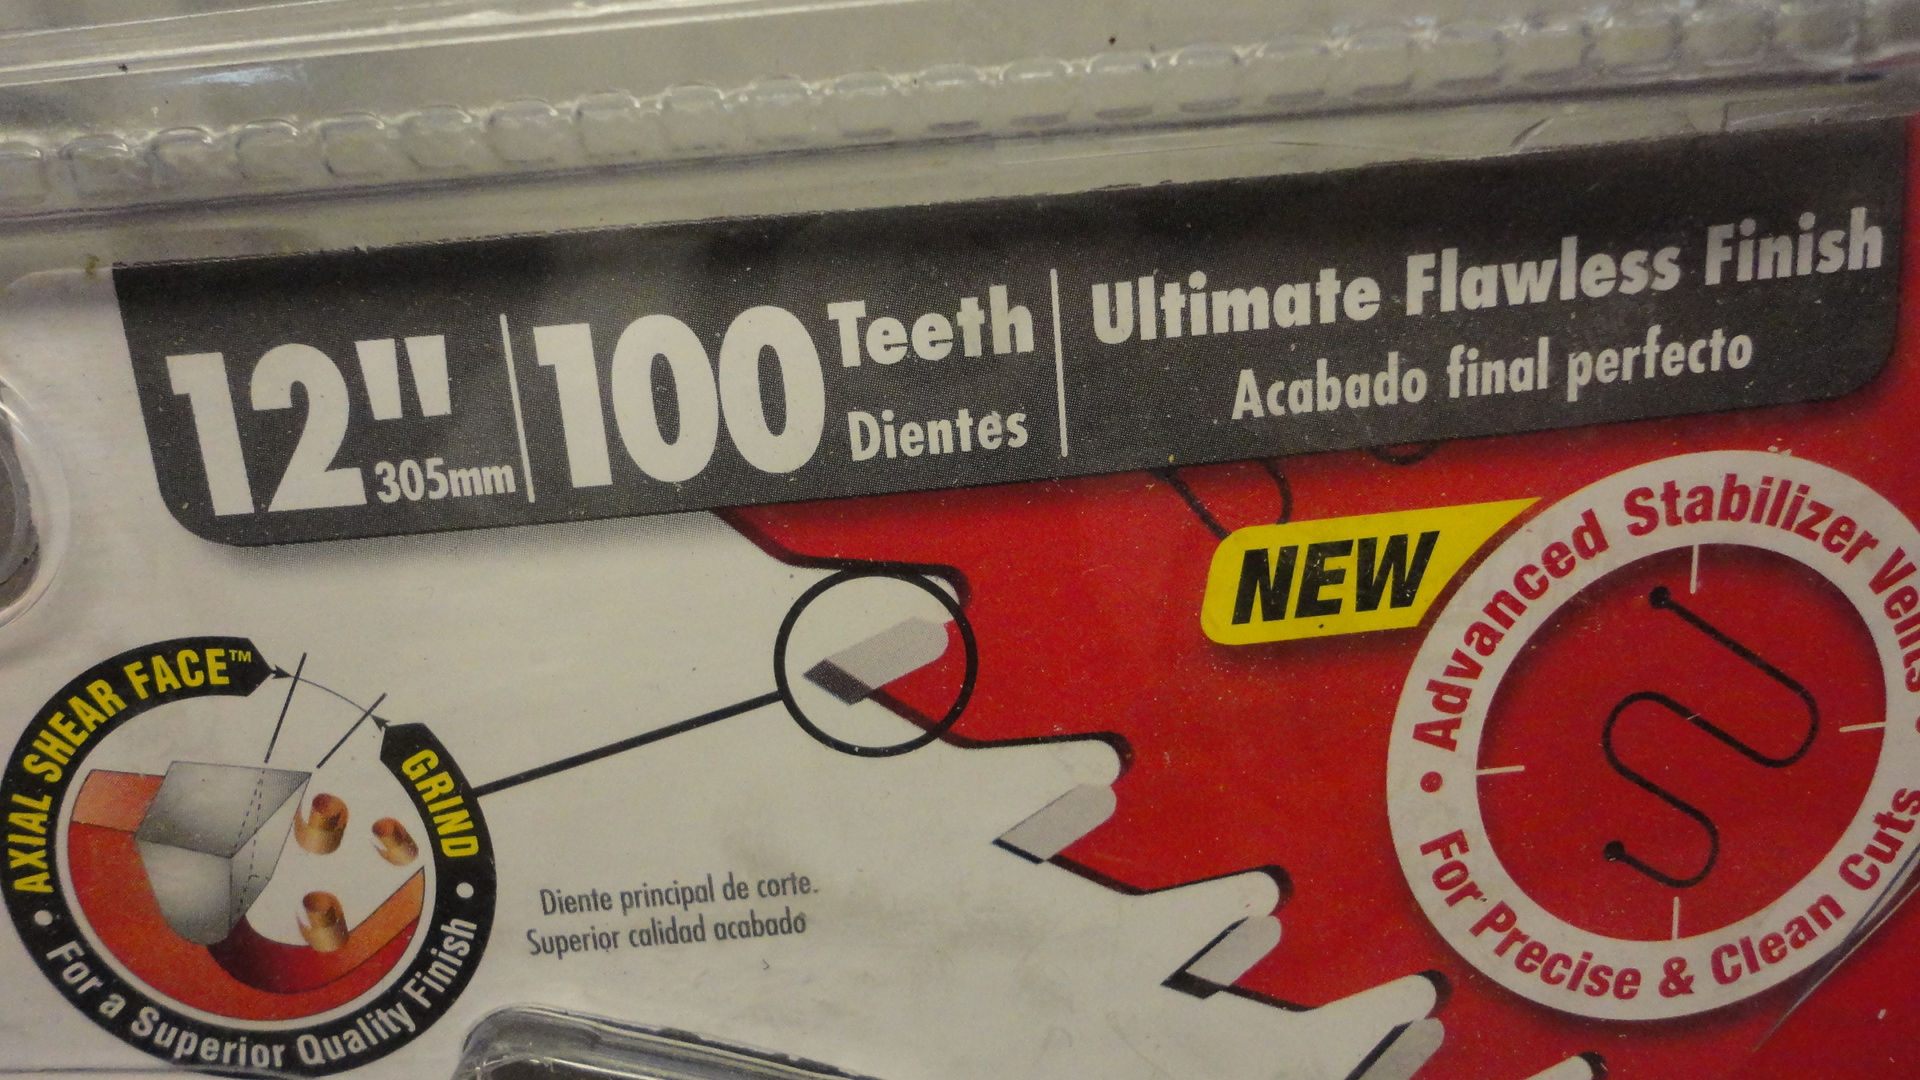 12" 305mm
100 Teeth
Dientes
Ultimate Flawless Finish
Acabado final perfecto
NEW
• Advanced Stabilizer Vents
For Precise & Clean Cuts
AXIAL SHEAR FACE™ GRIND
• For a Superior Quality Finish •
Diente principal de corte.
Superior calidad acabado